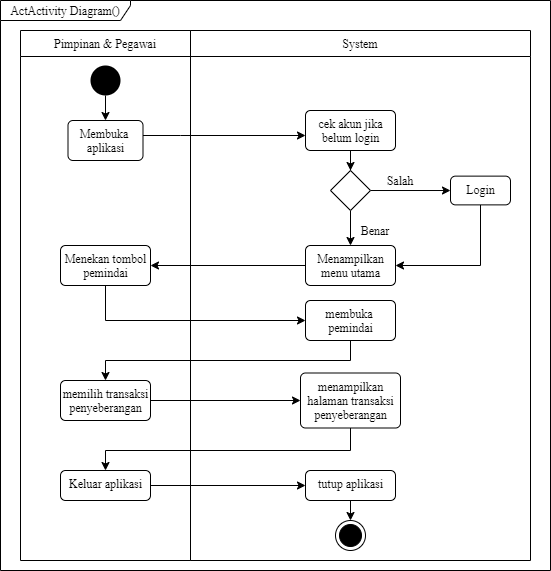 ActActivity Diagram()
Pimpinan & Pegawai
System
Membuka
aplikasi
cek akun jika
belum login
Salah
Login
Benar
Menekan tombol
pemindai
Menampilkan
menu utama
membuka
pemindai
memilih transaksi
penyeberangan
menampilkan
halaman transaksi
penyeberangan
Keluar aplikasi
tutup aplikasi